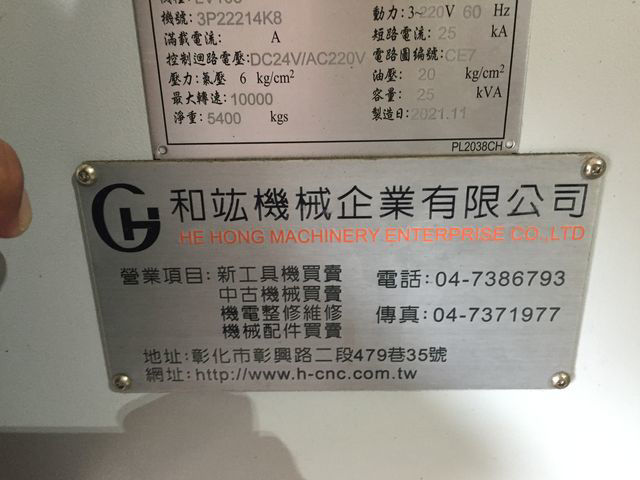 機號: 3P22214K8
滿載電流: A
控制迴路電壓:DC24V/AC220V
壓力:氣壓 6 kg/cm²
最大轉速:10000
淨重:5400 kgs
動力:3~220V 60 Hz
短路電流: 25 kA
電路圖編號:CE7
油壓: 20 kg/cm²
容量: 25 kVA
製造日:2021.11
PL2038CH
GH
和竑機械企業有限公司
HE HONG MACHINERY ENTERPRISE CO.,LTD
營業項目: 新工具機買賣
中古機械買賣
機電整修維修
機械配件買賣
電話: 04-7386793
傳真: 04-7371977
地址: 彰化市彰興路二段479巷35號
網址: http://www.h-cnc.com.tw